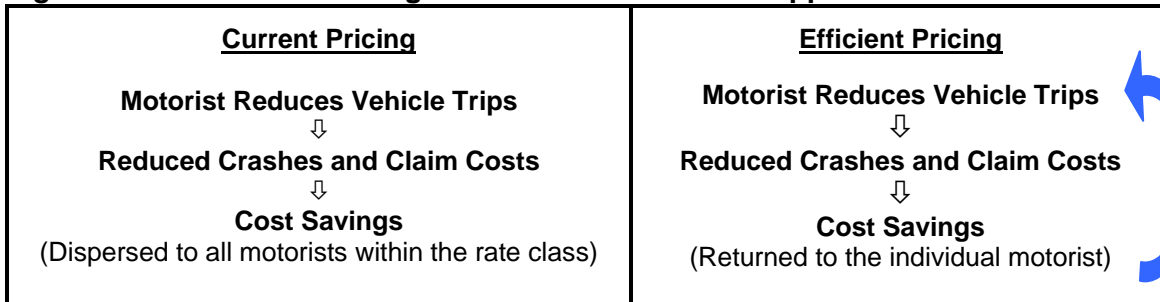 Current Pricing
Motorist Reduces Vehicle Trips
⇩
Reduced Crashes and Claim Costs
⇩
Cost Savings
(Dispersed to all motorists within the rate class)
Efficient Pricing
Motorist Reduces Vehicle Trips
⇩
Reduced Crashes and Claim Costs
⇩
Cost Savings
(Returned to the individual motorist)